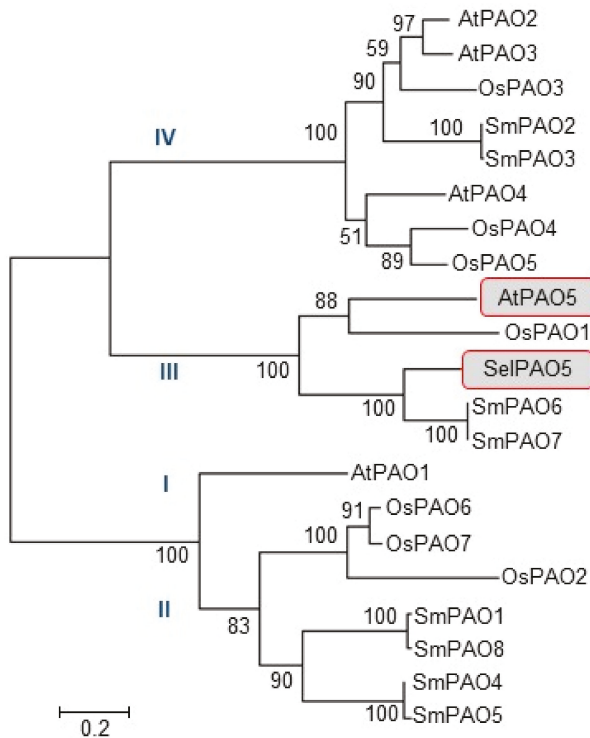 97
AtPAO2
59
AtPAO3
90
OsPAO3
IV
100
100
SmPAO2
SmPAO3
AtPAO4
51
OsPAO4
89
OsPAO5
88
AtPAO5
OsPAO1
III
100
SelPAO5
100
SmPAO6
100
SmPAO7
I
AtPAO1
100
91
OsPAO6
100
OsPAO7
OsPAO2
II
83
100
SmPAO1
SmPAO8
90
SmPAO4
100
SmPAO5
0.2